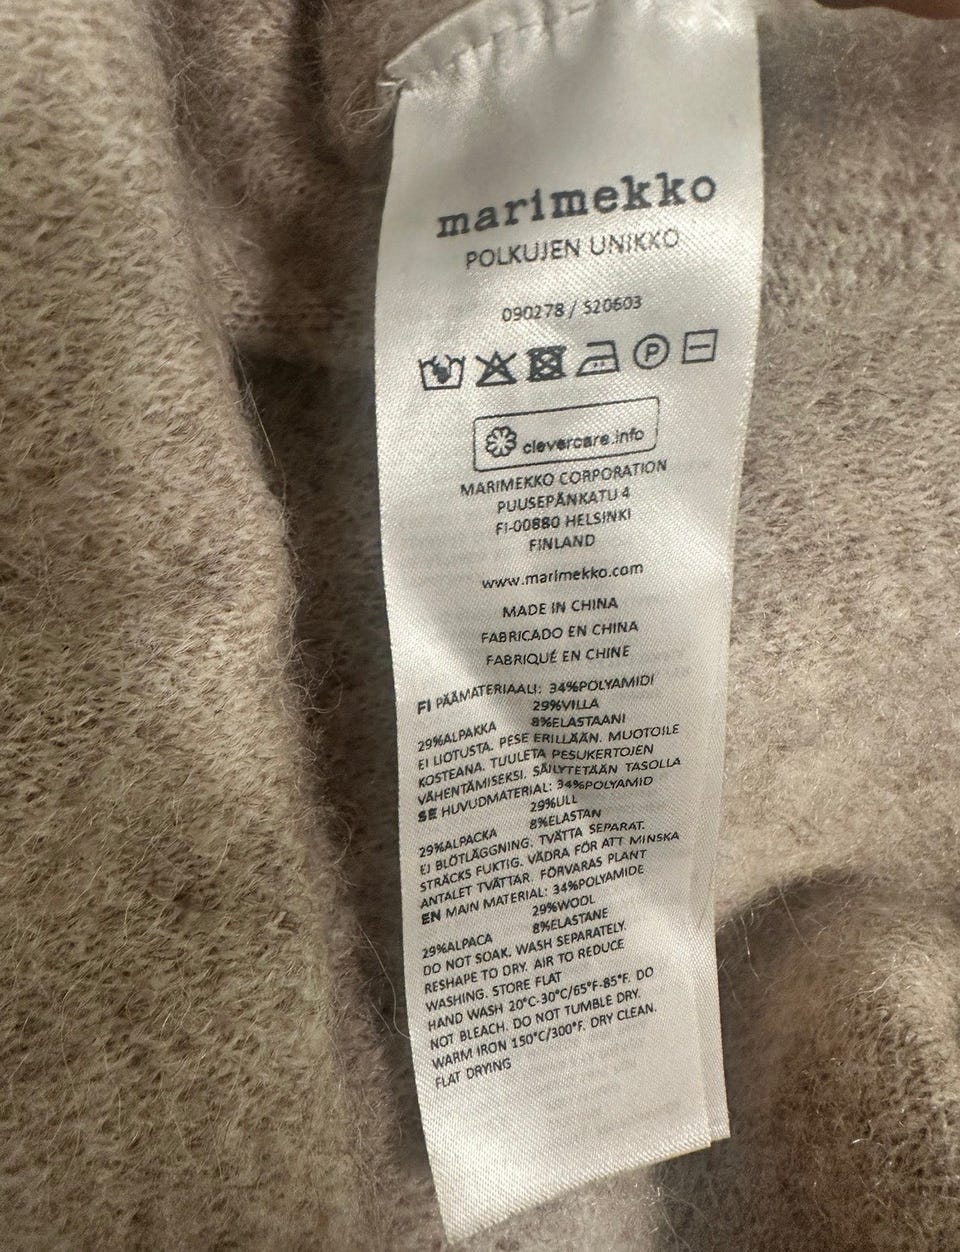 marimekko
POLKUJEN UNIKKO
090278 / 520603
P
clevercare.info
MARIMEKKO CORPORATION
PUUSEPÄNKATU 4
FI-00880 HELSINKI
FINLAND
www.marimekko.com
MADE IN CHINA
FABRICADO EN CHINA
FABRIQUÉ EN CHINE
FI PÄÄMATERIAALI: 34%POLYAMIDI
29%VILLA
29%ALPAKKA 8%ELASTAANI
EI LIOTUSTA. PESE ERILLÄÄN. MUOTOILE
KOSTEANA. TUULETA PESUKERTOJEN
VÄHENTÄMISEKSI. SÄILYTETÄÄN TASOLLA
SE HUVUDMATERIAL: 34%POLYAMID
29%ULL
29%ALPACKA 8%ELASTAN
EJ BLÖTLÄGGNING. TVÄTTA SEPARAT.
STRÄCKS FUKTIG. VÄDRA FÖR ATT MINSKA
ANTALET TVÄTTAR. FÖRVARAS PLANT
EN MAIN MATERIAL: 34%POLYAMIDE
29%WOOL
29%ALPACA 8%ELASTANE
DO NOT SOAK. WASH SEPARATELY.
RESHAPE TO DRY. AIR TO REDUCE
WASHING. STORE FLAT
HAND WASH 20°C-30°C/65°F-85°F. DO
NOT BLEACH. DO NOT TUMBLE DRY.
WARM IRON 150°C/300°F. DRY CLEAN.
FLAT DRYING